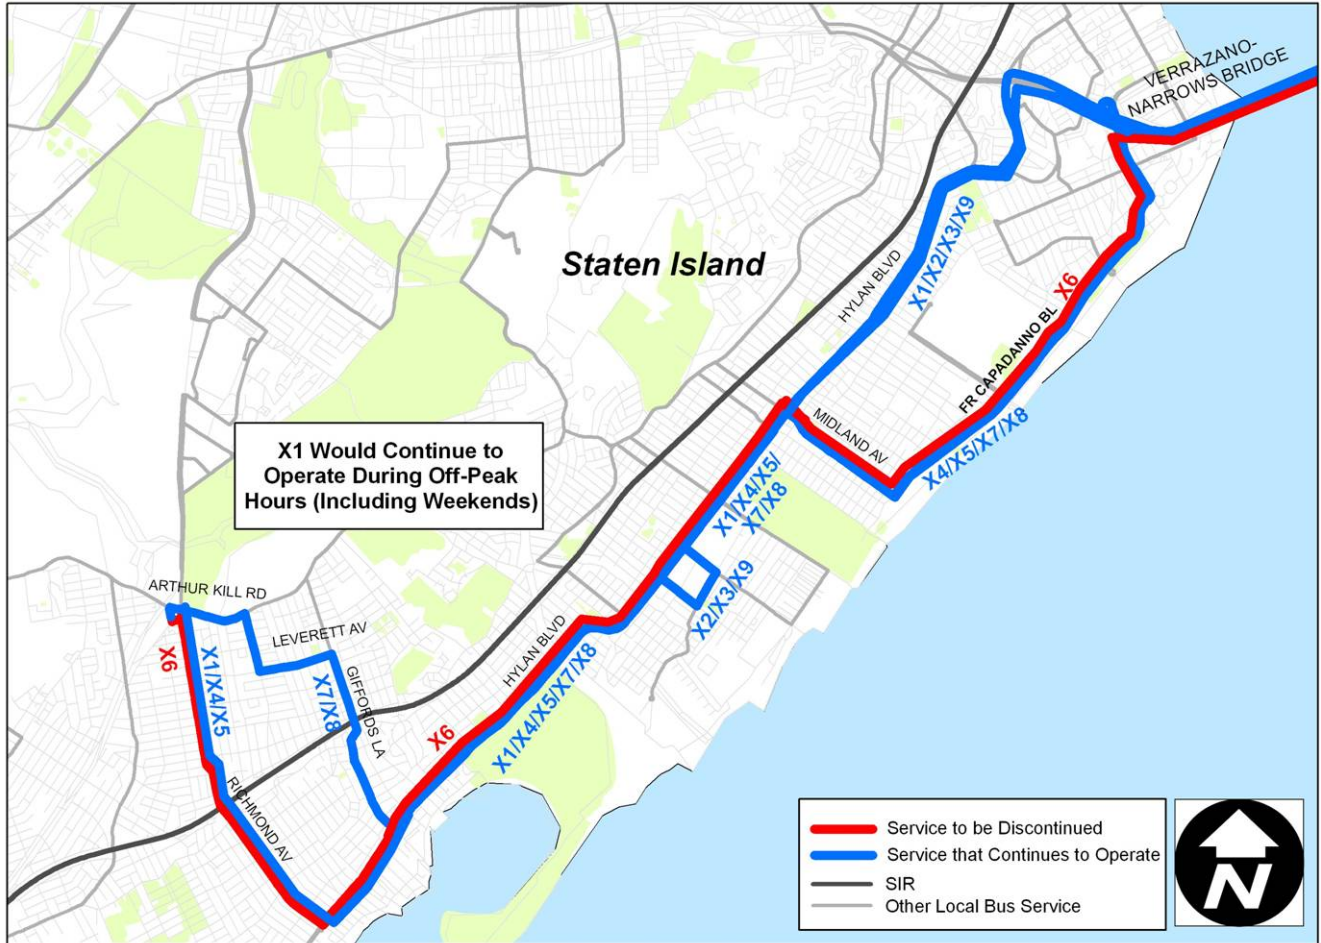 VERRAZANO-
NARROWS BRIDGE
Staten Island
HYLAN BLVD
X1/X2/X3/X9
X6
FR CAPADANNO BL
MIDLAND AV
X4/X5/X7/X8
X1 Would Continue to
Operate During Off-Peak
Hours (Including Weekends)
X1/X4/X5/
X7/X8
X2/X3/X9
ARTHUR KILL RD
LEVERETT AV
HYLAN BLVD
X6
X1/X4/X5
X7/X8
GIFFORDS LA
X6
X1/X4/X5/X7/X8
RICHMOND AV
Service to be Discontinued
Service that Continues to Operate
SIR
Other Local Bus Service
N